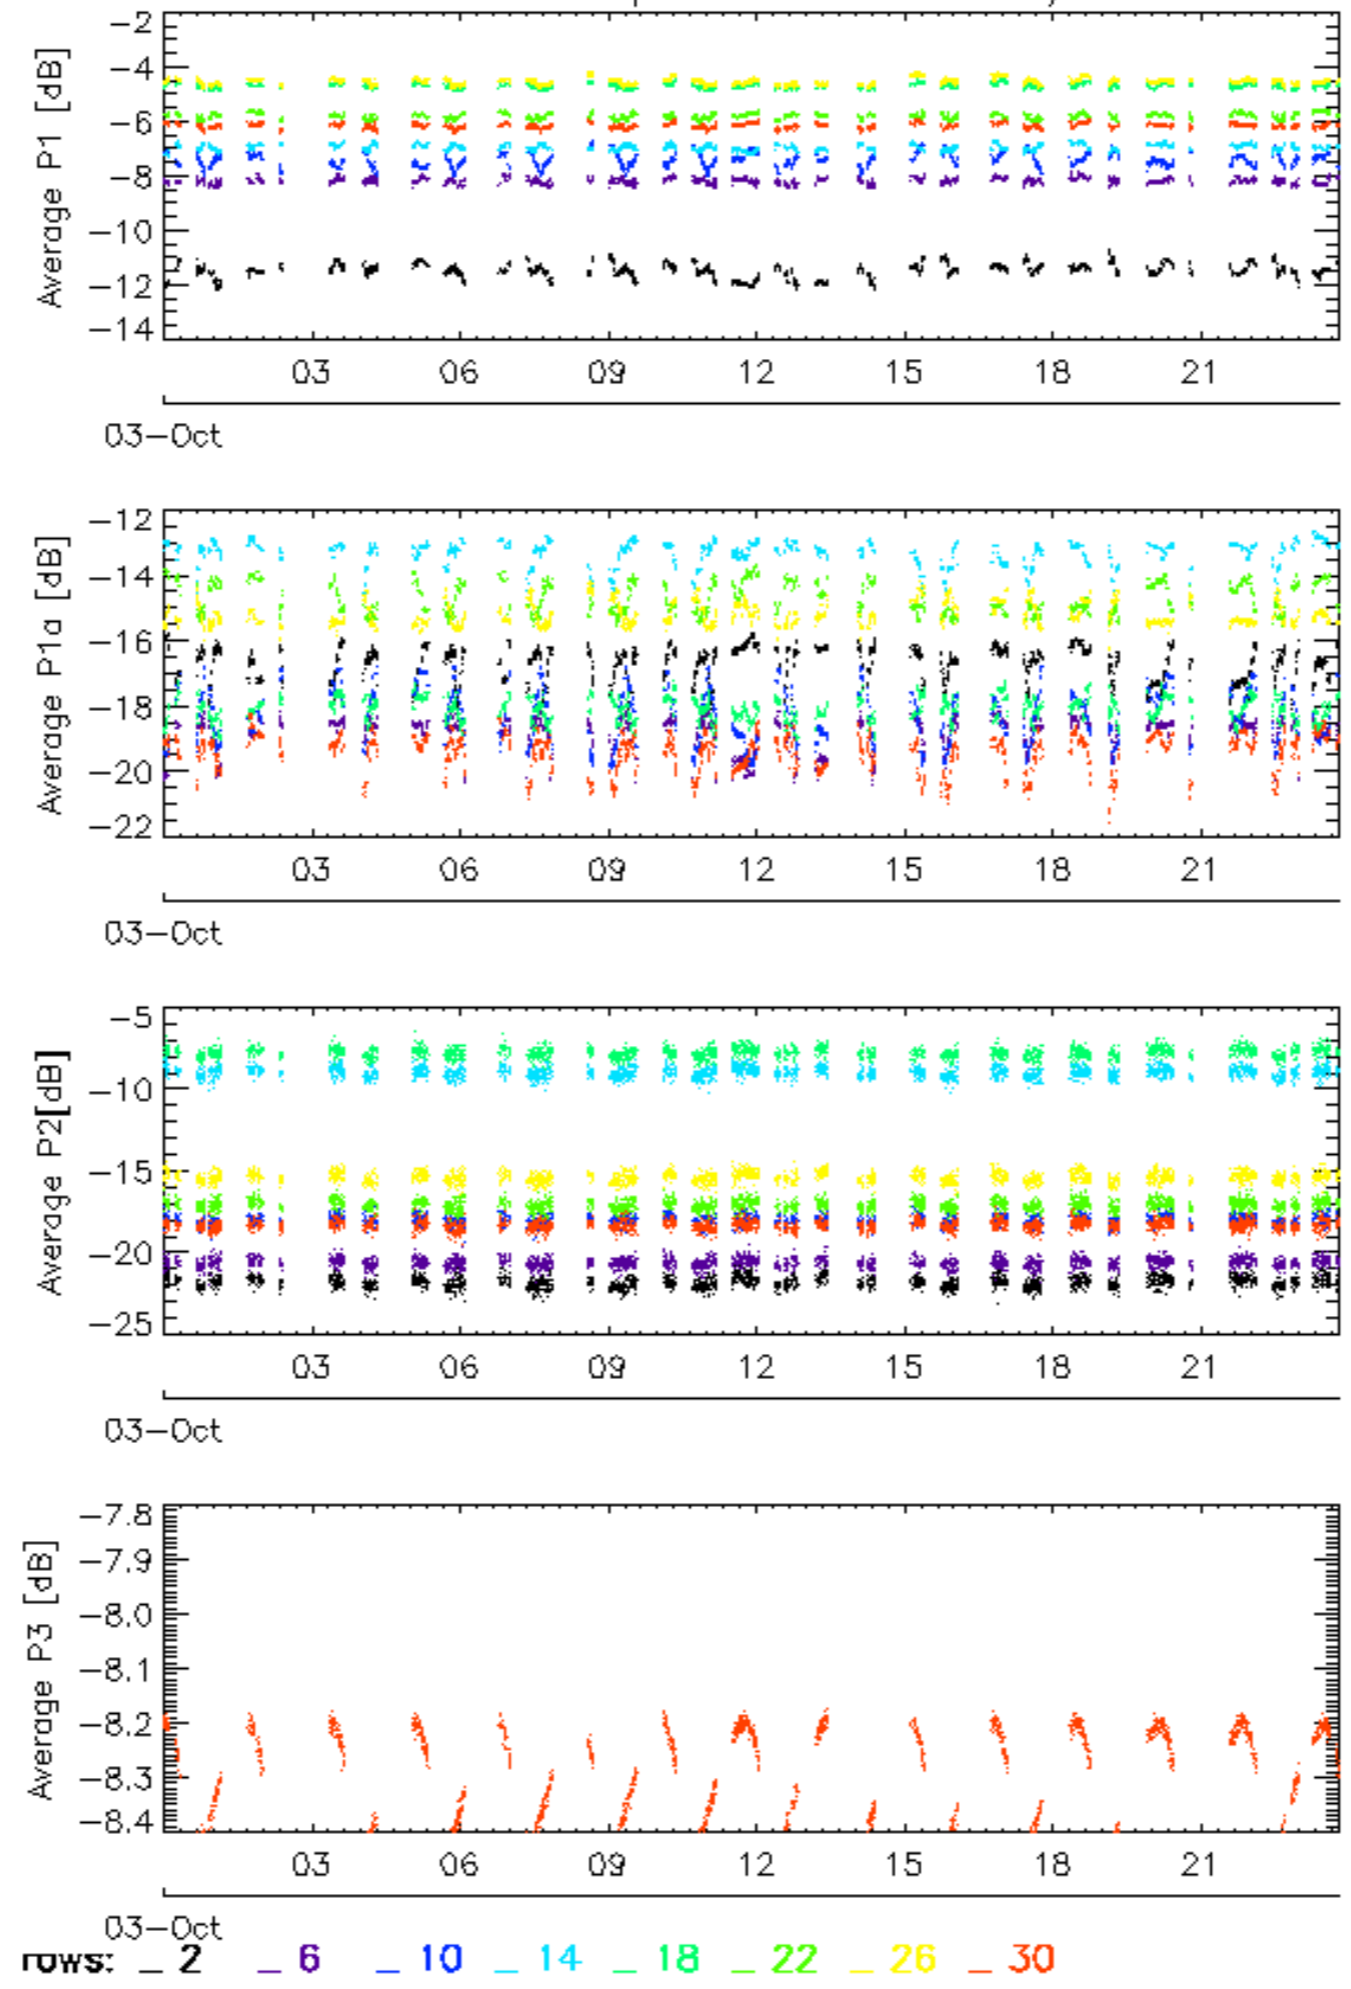 Average P1 [dB]
−2
−4
−6
−8
−10
−12
−14
03 06 09 12 15 18 21
03−Oct
Average P1a [dB]
−12
−14
−16
−18
−20
−22
03 06 09 12 15 18 21
03−Oct
Average P2[dB]
−5
−10
−15
−20
−25
03 06 09 12 15 18 21
03−Oct
Average P3 [dB]
−7.8
−7.9
−8.0
−8.1
−8.2
−8.3
−8.4
03 06 09 12 15 18 21
03−Oct
rows: _ 2 _ 6 _ 10 _ 14 _ 18 _ 22 _ 26 _ 30